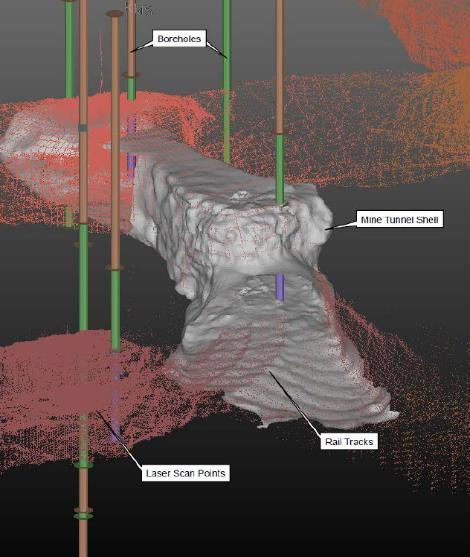 Boreholes
Mine Tunnel Shell
Rail Tracks
Laser Scan Points